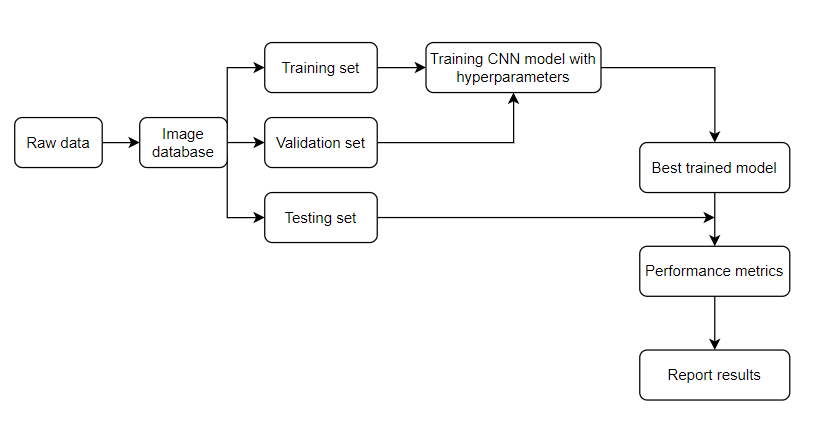 Training set
Training CNN model with
hyperparameters
Raw data
Image
database
Validation set
Best trained model
Testing set
Performance metrics
Report results